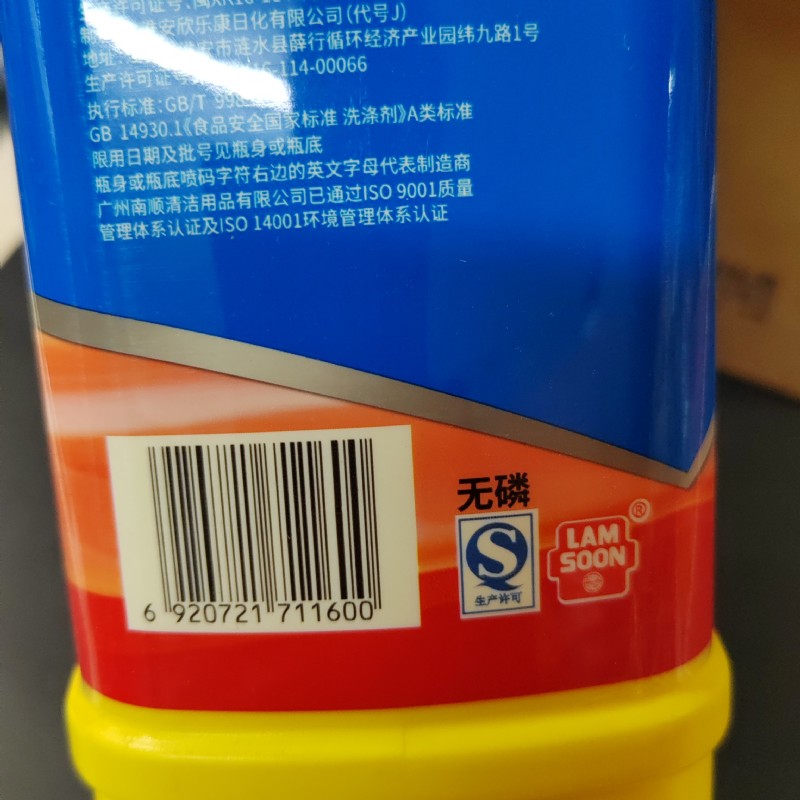 安欣乐康日化有限公司(代号J)
安市涟水县薛行循环经济产业园纬九路1号
生产许可证号
-114-00066
执行标准:GB/T
GB 14930.1《食品安全国家标准 洗涤剂》A类标准
限用日期及批号见瓶身或瓶底
瓶身或瓶底喷码字符右边的英文字母代表制造商
广州南顺清洁用品有限公司已通过ISO 9001质量
管理体系认证及ISO 14001环境管理体系认证
无磷
生产许可
LAM
SOON
®
6 920721 711600